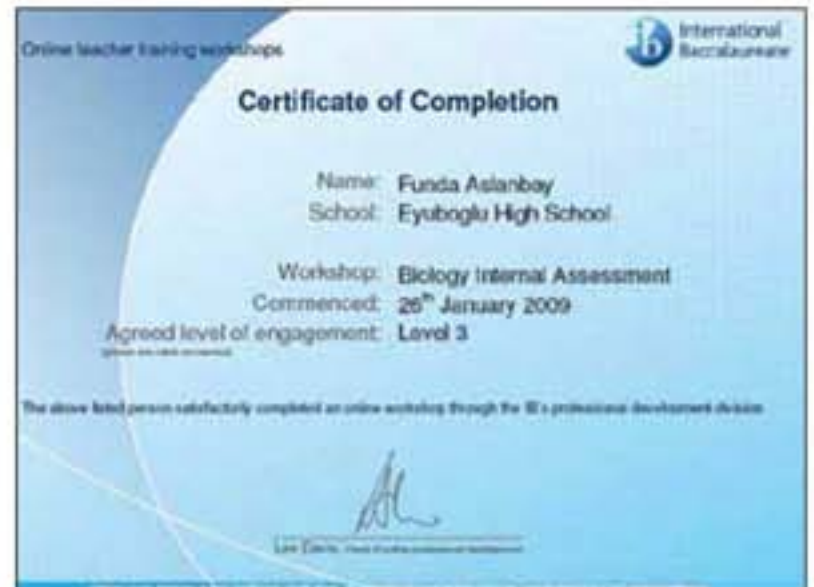 Online teacher training workshops
International
Baccalaureate
Certificate of Completion
Name: Funda Aslanbay
School: Eyuboglu High School
Workshop: Biology Internal Assessment
Commenced: 26th January 2009
Agreed level of engagement: Level 3
The above listed person satisfactorily completed an online workshop through the IB's professional development division